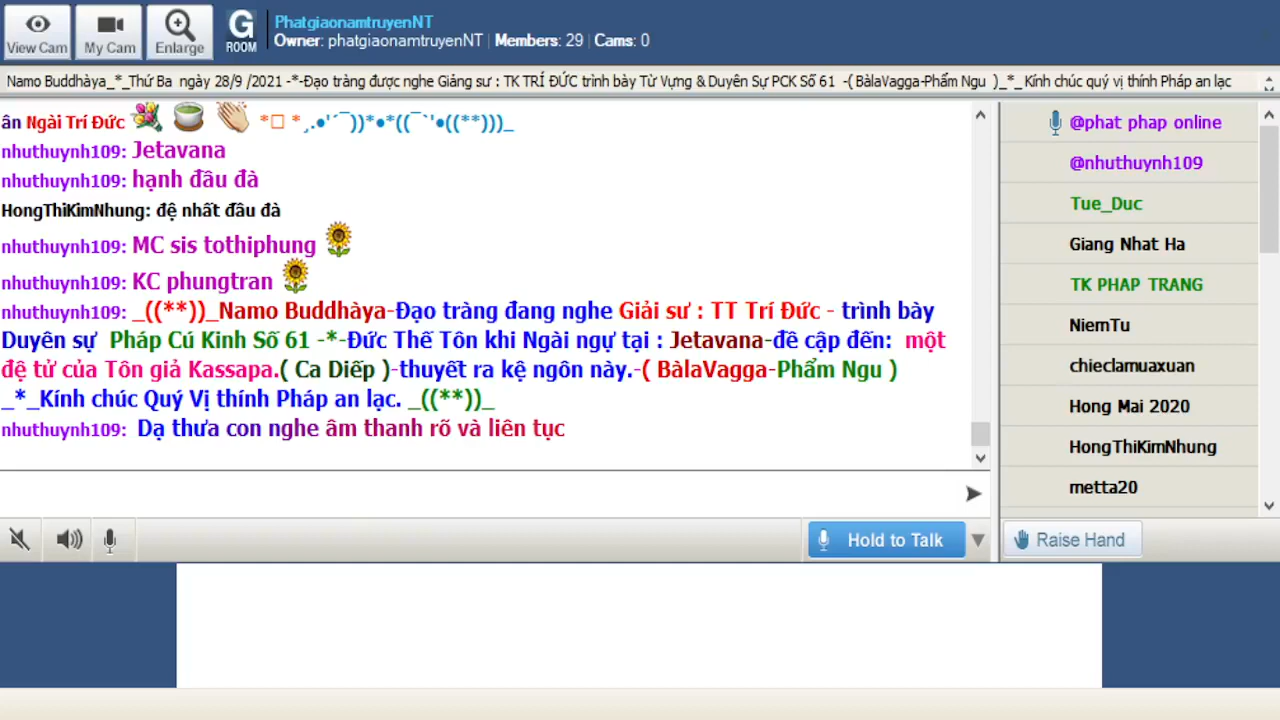 View Cam
My Cam
Enlarge
G
ROOM
PhatgiaonamtruyenNT
Owner: phatgiaonamtruyenNT | Members: 29 | Cams: 0
Namo Buddhàya_*_Thứ Ba ngày 28/9 /2021 -*-Đạo tràng được nghe Giảng sư : TK TRÍ ĐỨC trình bày Từ Vựng & Duyên Sự PCK Số 61 -( BàlaVagga-Phẩm Ngu )_*_ Kính chúc quý vị thính Pháp an lạc
ân Ngài Trí Đức *□ *¸.•'´¯))*•*((¯`'•((**)))_
nhuthuynh109: Jetavana
nhuthuynh109: hạnh đầu đà
HongThiKimNhung: đệ nhất đầu đà
nhuthuynh109: MC sis tothiphung
nhuthuynh109: KC phungtran
nhuthuynh109: _((**))_Namo Buddhàya-Đạo tràng đang nghe Giải sư : TT Trí Đức - trình bày
Duyên sự Pháp Cú Kinh Số 61 -*-Đức Thế Tôn khi Ngài ngự tại : Jetavana-đề cập đến: một
đệ tử của Tôn giả Kassapa.( Ca Diếp )-thuyết ra kệ ngôn này.-( BàlaVagga-Phẩm Ngu )
_*_Kính chúc Quý Vị thính Pháp an lạc. _((**))_
nhuthuynh109: Dạ thưa con nghe âm thanh rõ và liên tục
@phat phap online
@nhuthuynh109
Tue_Duc
Giang Nhat Ha
TK PHAP TRANG
NiemTu
chieclamuaxuan
Hong Mai 2020
HongThiKimNhung
metta20
Hold to Talk
Raise Hand